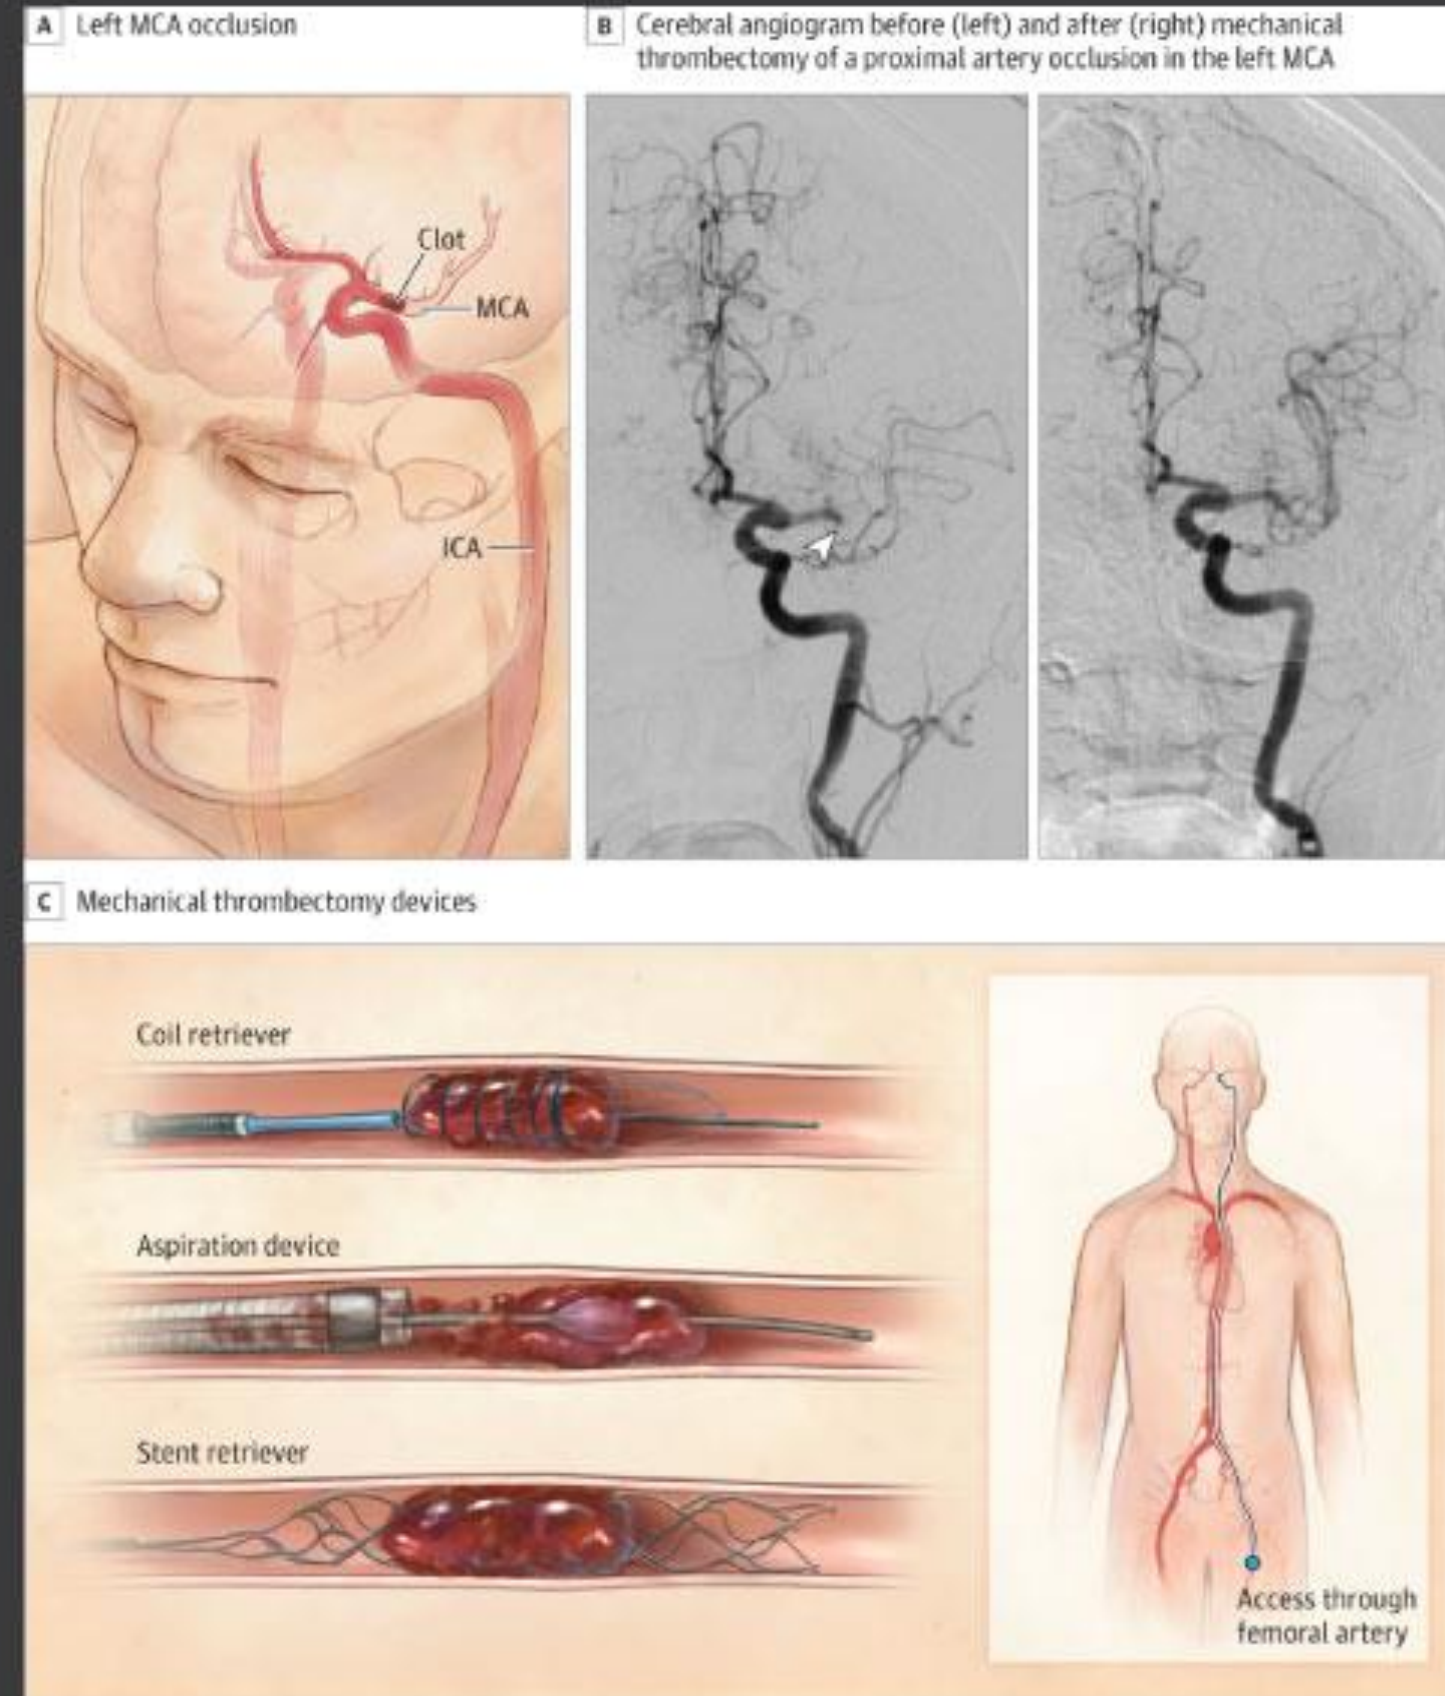 A Left MCA occlusion
B Cerebral angiogram before (left) and after (right) mechanical
thrombectomy of a proximal artery occlusion in the left MCA
Clot
MCA
ICA
C Mechanical thrombectomy devices
Coil retriever
Aspiration device
Stent retriever
Access through
femoral artery